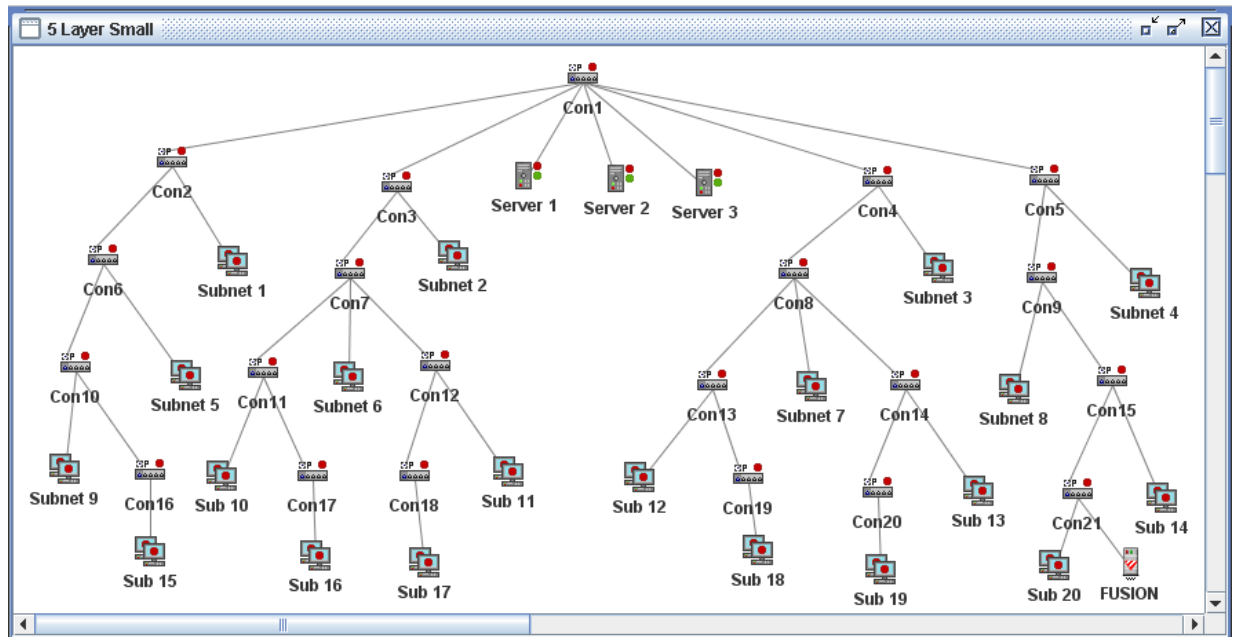 5 Layer Small
Con1
Con2
Con3
Server 1
Server 2
Server 3
Con4
Con5
Con6
Subnet 1
Con7
Subnet 2
Con8
Subnet 3
Con9
Subnet 4
Con10
Subnet 5
Con11
Subnet 6
Con12
Con13
Subnet 7
Con14
Subnet 8
Con15
Subnet 9
Con16
Sub 10
Con17
Con18
Sub 11
Sub 12
Con19
Con20
Sub 13
Con21
Sub 14
Sub 15
Sub 16
Sub 17
Sub 18
Sub 19
Sub 20
FUSION